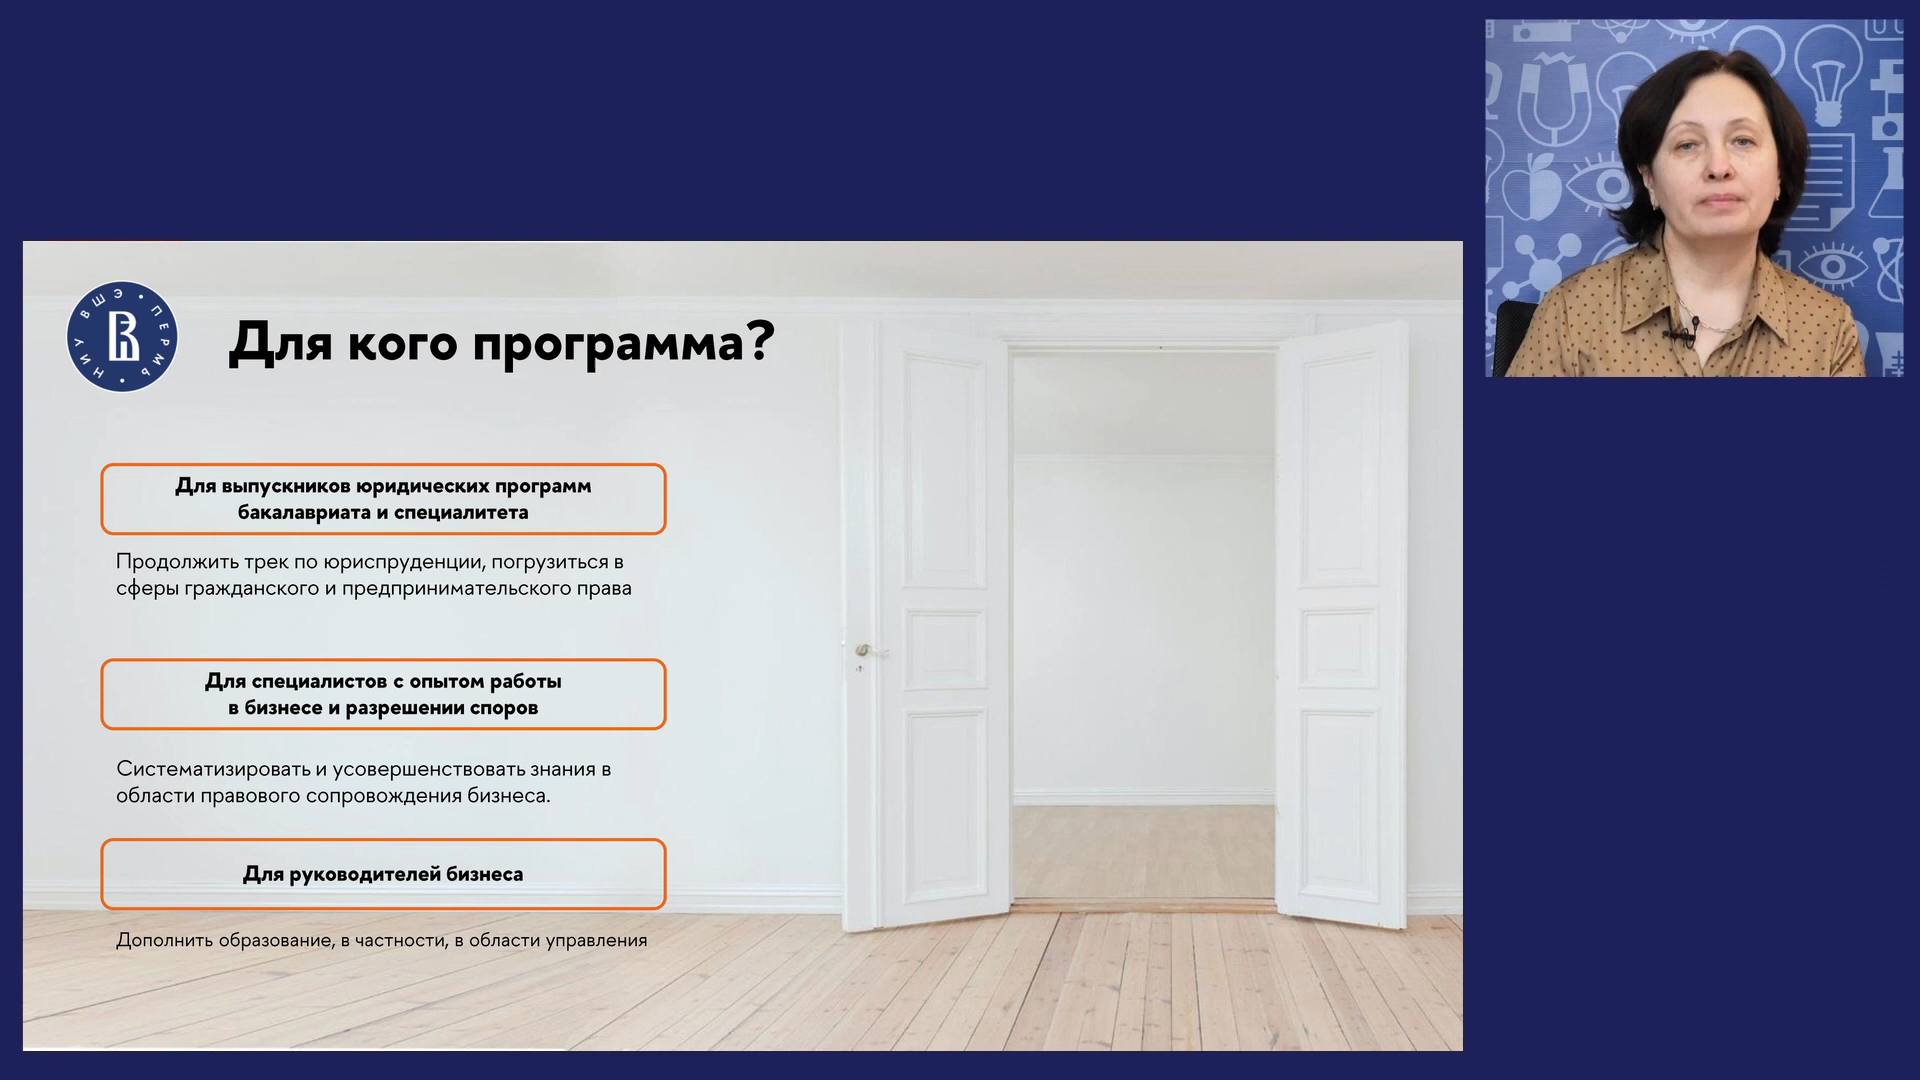 НИУ ВШЭ • ПЕРМЬ •
Для кого программа?
Для выпускников юридических программ
бакалавриата и специалитета
Продолжить трек по юриспруденции, погрузиться в
сферы гражданского и предпринимательского права
Для специалистов с опытом работы
в бизнесе и разрешении споров
Систематизировать и усовершенствовать знания в
области правового сопровождения бизнеса.
Для руководителей бизнеса
Дополнить образование, в частности, в области управления